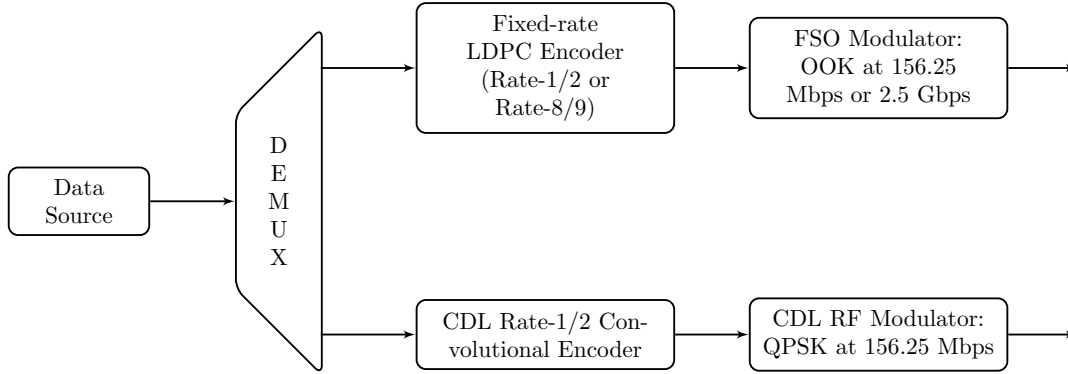 Data
Source
D
E
M
U
X
Fixed-rate
LDPC Encoder
(Rate-1/2 or
Rate-8/9)
FSO Modulator:
OOK at 156.25
Mbps or 2.5 Gbps
CDL Rate-1/2 Con-
volutional Encoder
CDL RF Modulator:
QPSK at 156.25 Mbps